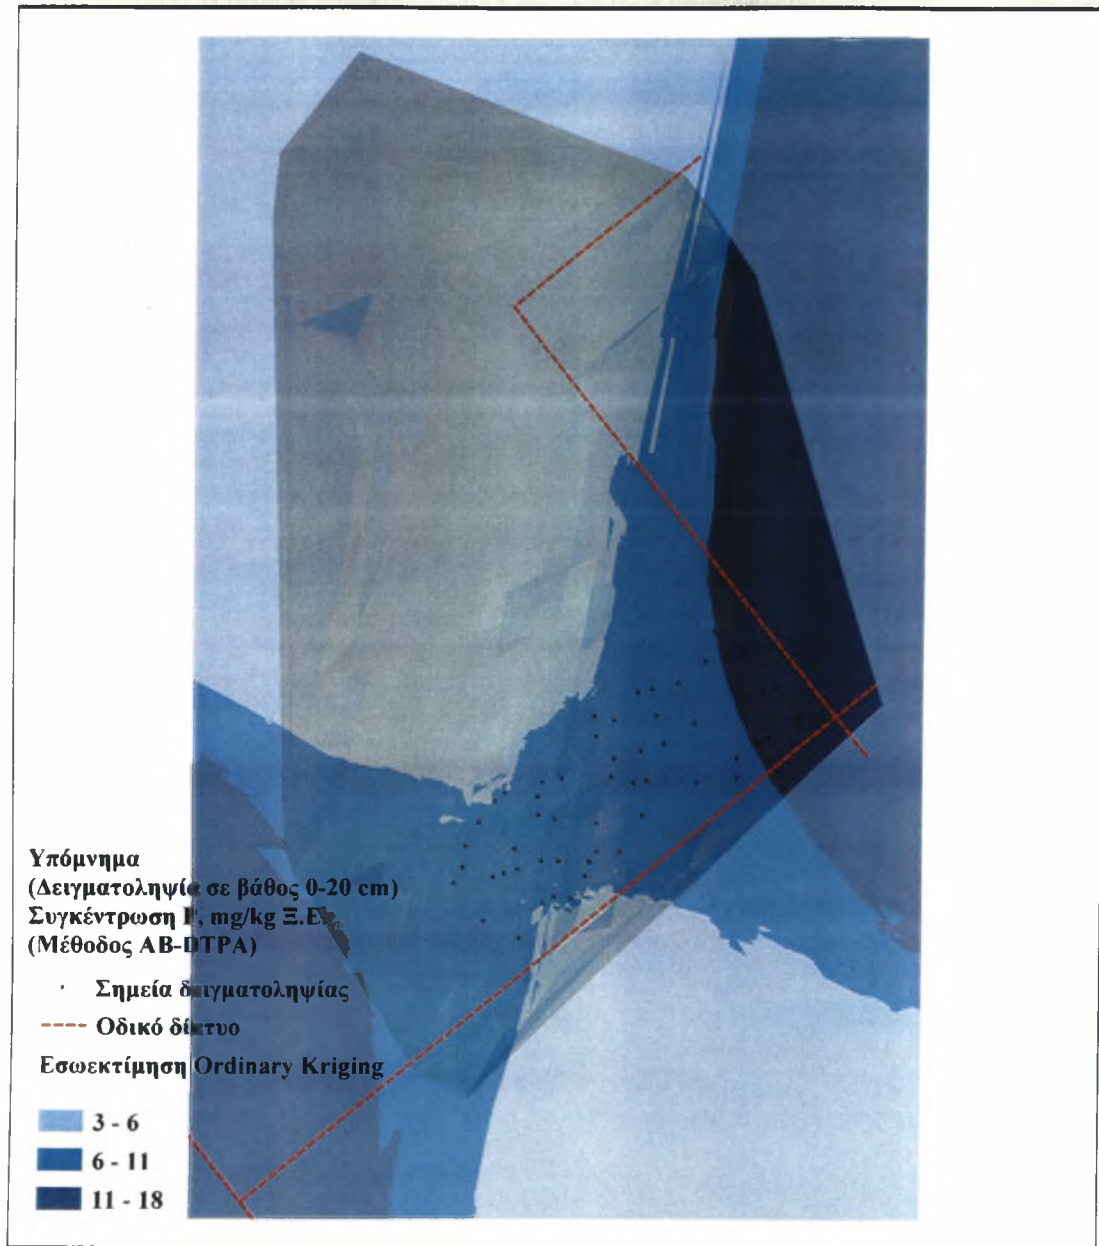 Υπόμνημα
(Δειγματοληψία σε βάθος 0-20 cm)
Συγκέντρωση P, mg/kg Ξ.Ε.
(Μέθοδος AB-DTPA)
Σημεία δειγματοληψίας
Οδικό δίκτυο
Εσωεκτίμηση Ordinary Kriging
3 - 6
6 - 11
11 - 18